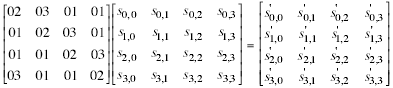 02 03 01 01 s0,0 s0,1 s0,2 s0,3 s'0,0 s'0,1 s'0,2 s'0,3
01 02 03 01 s1,0 s1,1 s1,2 s1,3 = s'1,0 s'1,1 s'1,2 s'1,3
01 01 02 03 s2,0 s2,1 s2,2 s2,3 s'2,0 s'2,1 s'2,2 s'2,3
03 01 01 02 s3,0 s3,1 s3,2 s3,3 s'3,0 s'3,1 s'3,2 s'3,3